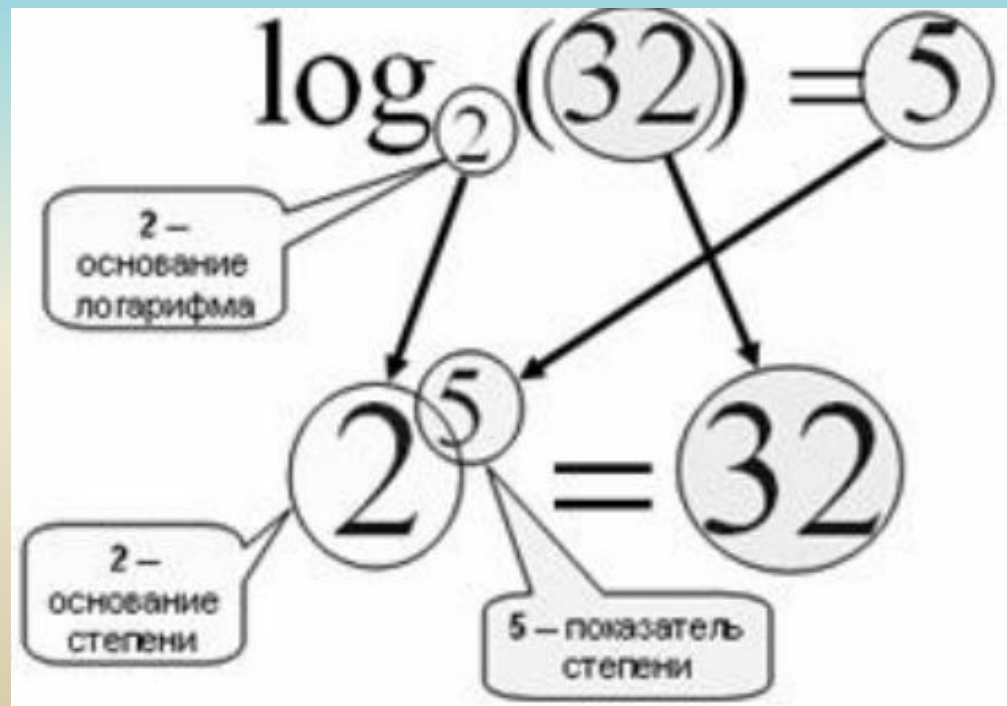 log₂(32) = 5
2 –
основание
логарифма
2⁵ = 32
2 –
основание
степени
5 – показатель
степени